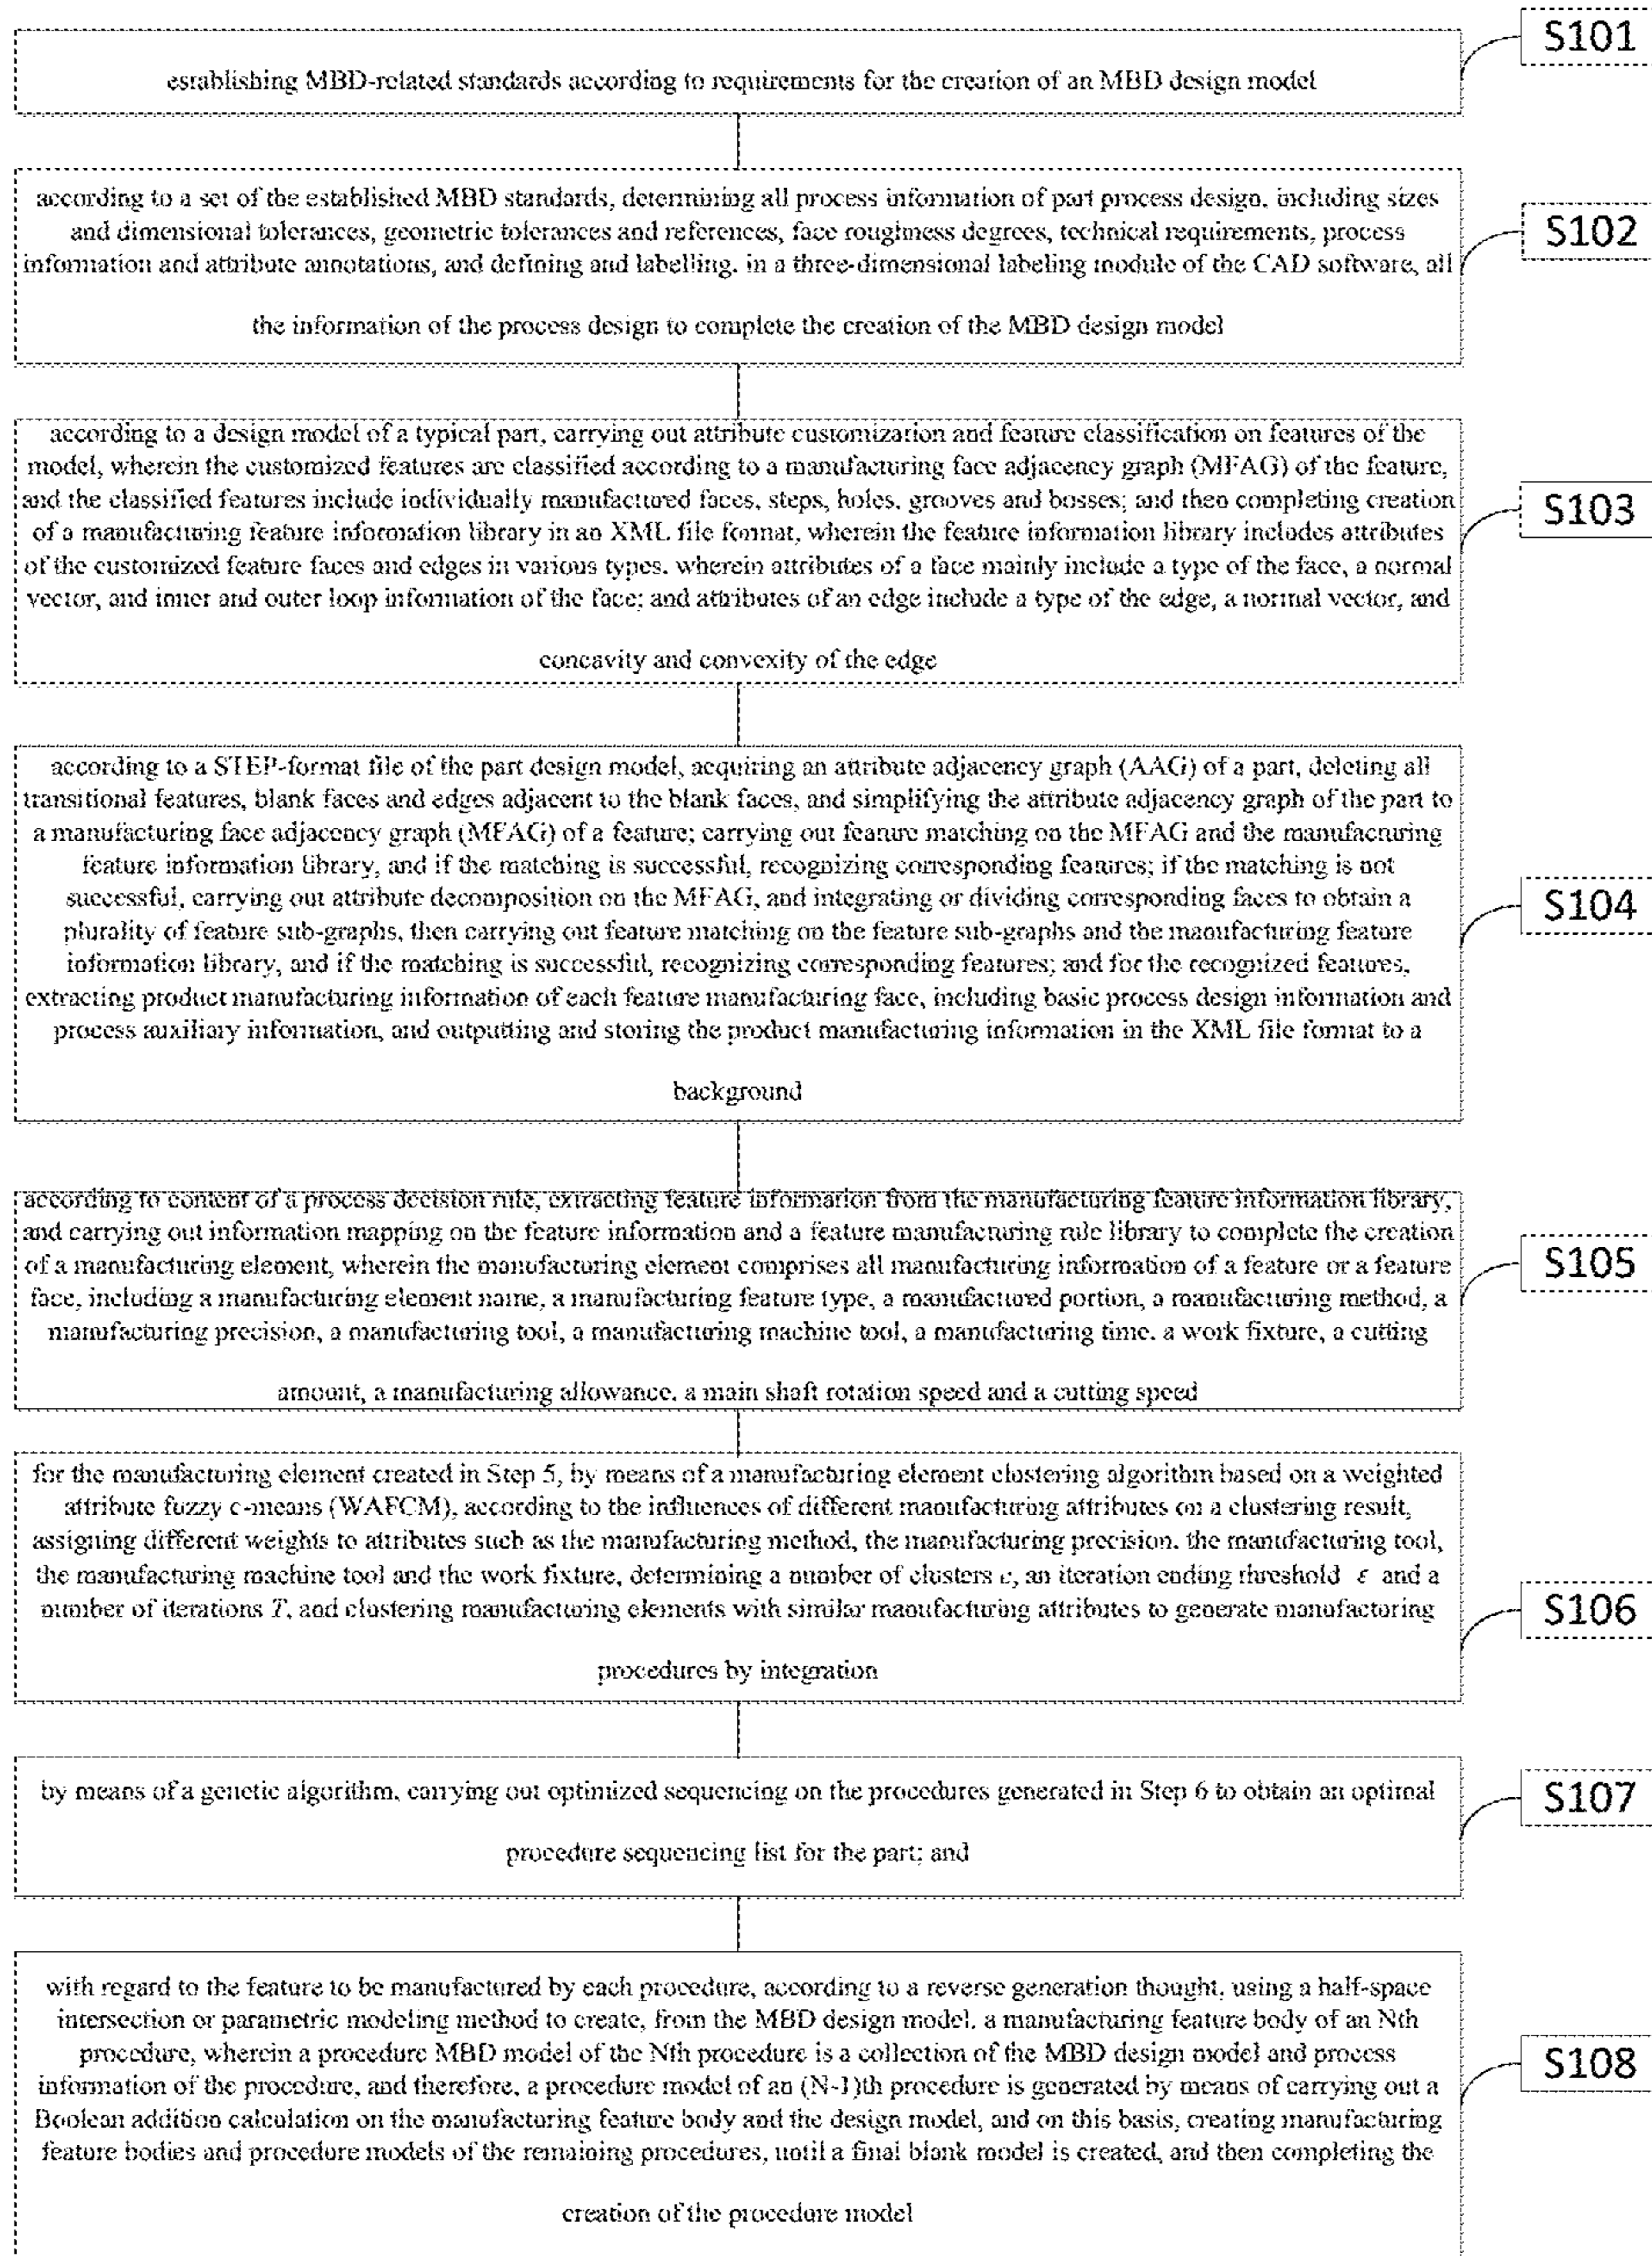 S101
establishing MBD-related standards according to requirements for the creation of an MBD design model
according to a set of the established MBD standards, determining all process information of part process design, including sizes
and dimensional tolerances, geometric tolerances and references, face roughness degrees, technical requirements, process
information and attribute annotations, and defining and labelling, in a three-dimensional labeling module of the CAD software, all
the information of the process design to complete the creation of the MBD design model
S102
according to a design model of a typical part, carrying out attribute customization and feature classification on features of the
model, wherein the customized features are classified according to a manufacturing face adjacency graph (MFAG) of the feature,
and the classified features include individually manufactured faces, steps, holes, grooves and bosses; and then completing creation
of a manufacturing feature information library in an XML file format, wherein the feature information library includes attributes
of the customized feature faces and edges in various types, wherein attributes of a face mainly include a type of the face, a normal
vector, and inner and outer loop information of the face; and attributes of an edge include a type of the edge, a normal vector, and
concavity and convexity of the edge
S103
according to a STEP-format file of the part design model, acquiring an attribute adjacency graph (AAG) of a part, deleting all
transitional features, blank faces and edges adjacent to the blank faces, and simplifying the attribute adjacency graph of the part to
a manufacturing face adjacency graph (MFAG) of a feature; carrying out feature matching on the MFAG and the manufacturing
feature information library, and if the matching is successful, recognizing corresponding features; if the matching is not
successful, carrying out attribute decomposition on the MFAG, and integrating or dividing corresponding faces to obtain a
plurality of feature sub-graphs, then carrying out feature matching on the feature sub-graphs and the manufacturing feature
information library, and if the matching is successful, recognizing corresponding features; and for the recognized features,
extracting product manufacturing information of each feature manufacturing face, including basic process design information and
process auxiliary information, and outputting and storing the product manufacturing information in the XML file format to a
background
S104
according to content of a process decision rule, extracting feature information from the manufacturing feature information library,
and carrying out information mapping on the feature information and a feature manufacturing rule library to complete the creation
of a manufacturing element, wherein the manufacturing element comprises all manufacturing information of a feature or a feature
face, including a manufacturing element name, a manufacturing feature type, a manufactured portion, a manufacturing method, a
manufacturing precision, a manufacturing tool, a manufacturing machine tool, a manufacturing time, a work fixture, a cutting
amount, a manufacturing allowance, a main shaft rotation speed and a cutting speed
S105
for the manufacturing element created in Step 5, by means of a manufacturing element clustering algorithm based on a weighted
attribute fuzzy c-means (WAFCM), according to the influences of different manufacturing attributes on a clustering result,
assigning different weights to attributes such as the manufacturing method, the manufacturing precision, the manufacturing tool,
the manufacturing machine tool and the work fixture, determining a number of clusters c, an iteration ending threshold ε and a
number of iterations T, and clustering manufacturing elements with similar manufacturing attributes to generate manufacturing
procedures by integration
S106
by means of a genetic algorithm, carrying out optimized sequencing on the procedures generated in Step 6 to obtain an optimal
procedure sequencing list for the part; and
S107
with regard to the feature to be manufactured by each procedure, according to a reverse generation thought, using a half-space
intersection or parametric modeling method to create, from the MBD design model, a manufacturing feature body of an Nth
procedure, wherein a procedure MBD model of the Nth procedure is a collection of the MBD design model and process
information of the procedure, and therefore, a procedure model of an (N-1)th procedure is generated by means of carrying out a
Boolean addition calculation on the manufacturing feature body and the design model, and on this basis, creating manufacturing
feature bodies and procedure models of the remaining procedures, until a final blank model is created, and then completing the
creation of the procedure model
S108